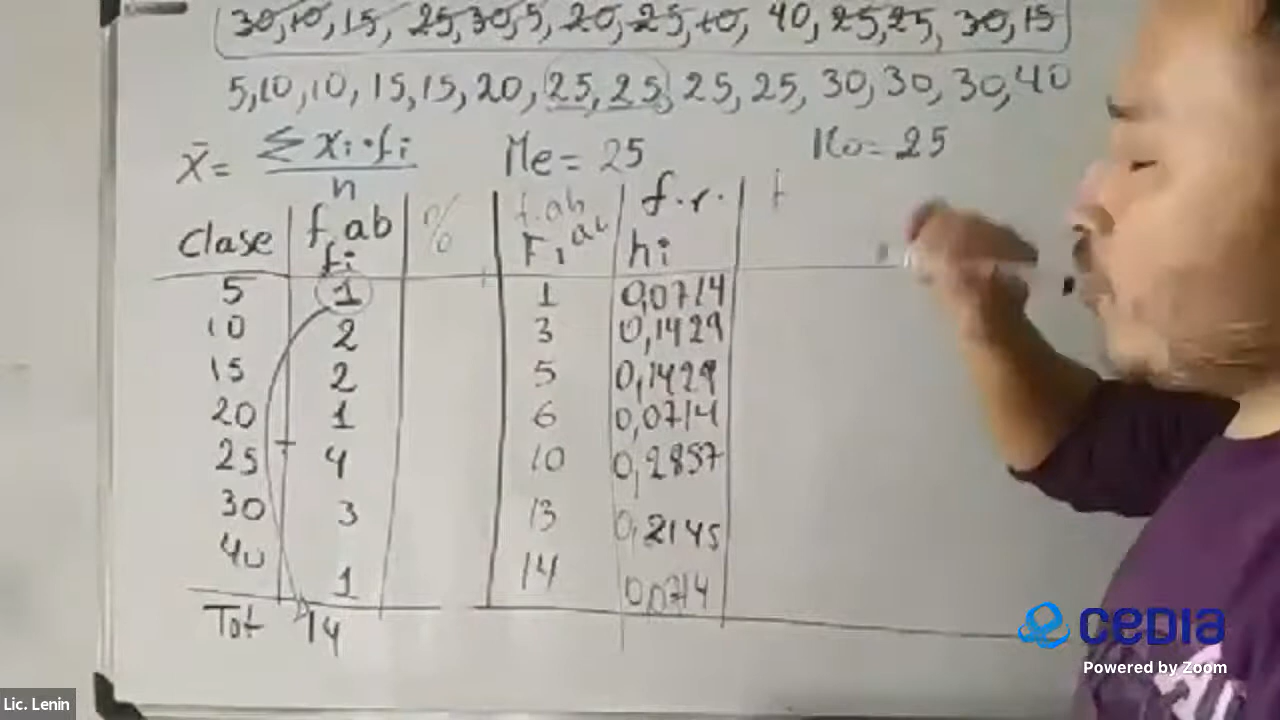 30, 10, 15, 25, 30, 5, 20, 25, 10, 40, 25, 25, 30, 15
5, 10, 10, 15, 15, 20, 25, 25, 25, 25, 30, 30, 30, 40
x̄ = Σ xi·fi / n Me = 25 Mo = 25
Clase f.ab fi % f.ab ac Fi f.r. hi f
5 1 1 0,0714
10 2 3 0,1429
15 2 5 0,1429
20 1 6 0,0714
25 4 10 0,2857
30 3 13 0,2145
40 1 14 0,0714
Tot 14
cedia
Powered by Zoom
Lic. Lenin